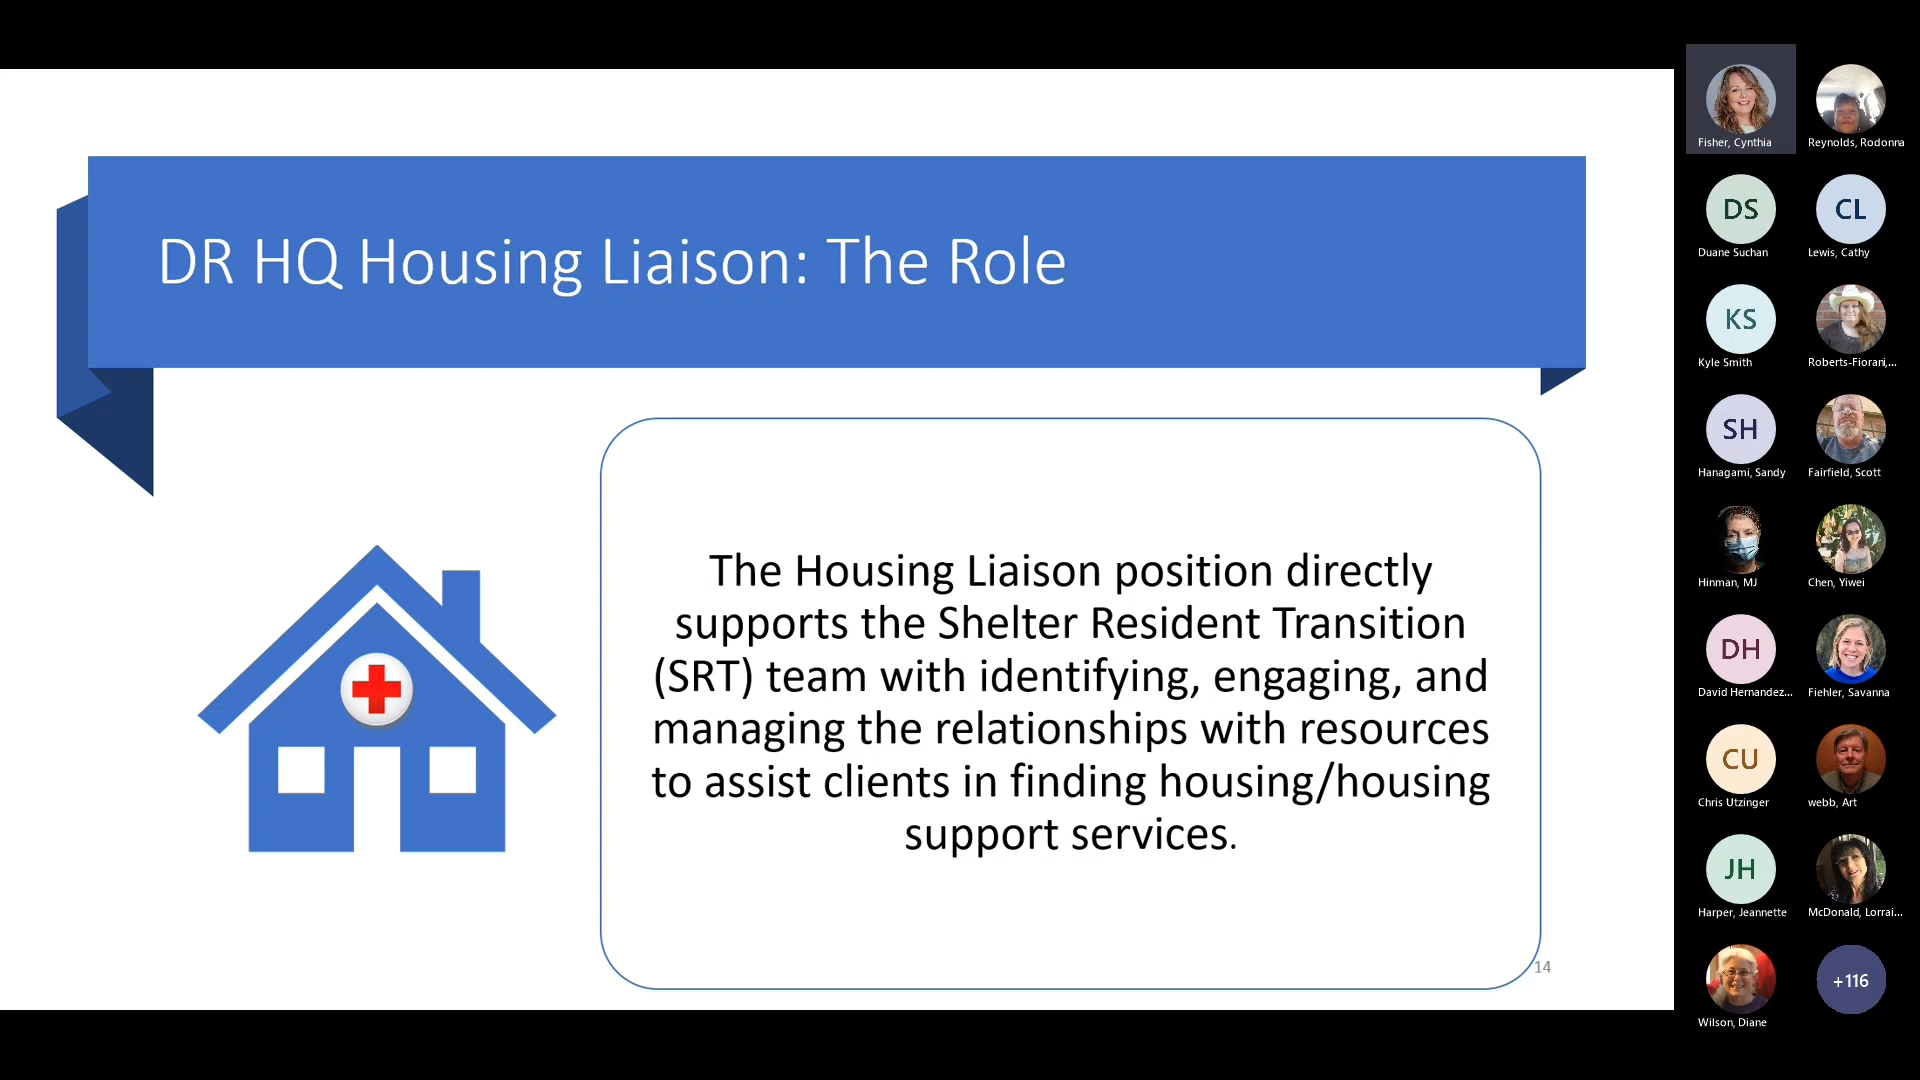 DR HQ Housing Liaison: The Role
The Housing Liaison position directly
supports the Shelter Resident Transition
(SRT) team with identifying, engaging, and
managing the relationships with resources
to assist clients in finding housing/housing
support services.
14
Fisher, Cynthia
Reynolds, Rodonna
DS
Duane Suchan
CL
Lewis, Cathy
KS
Kyle Smith
Roberts-Fiorani,...
SH
Hanagami, Sandy
Fairfield, Scott
Hinman, MJ
Chen, Yiwei
DH
David Hernandez...
Fiehler, Savanna
CU
Chris Utzinger
webb, Art
JH
Harper, Jeannette
McDonald, Lorrai...
Wilson, Diane
+116